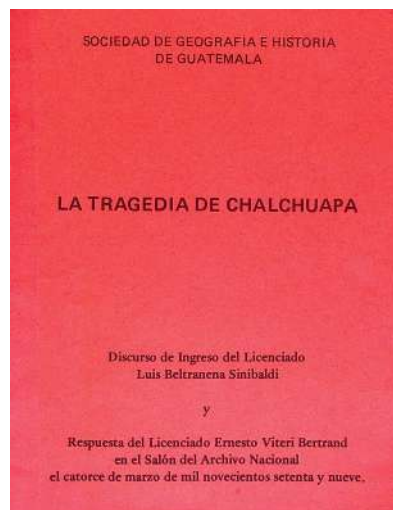 SOCIEDAD DE GEOGRAFIA E HISTORIA
DE GUATEMALA
LA TRAGEDIA DE CHALCHUAPA
Discurso de Ingreso del Licenciado
Luis Beltranena Sinibaldi
y
Respuesta del Licenciado Ernesto Viteri Bertrand
en el Salón del Archivo Nacional
el catorce de marzo de mil novecientos setenta y nueve.